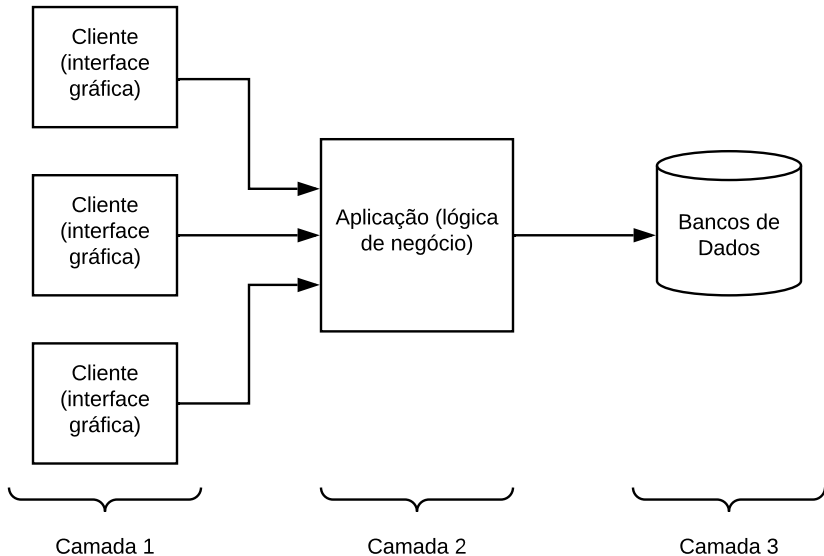 Cliente
(interface
gráfica)
Cliente
(interface
gráfica)
Cliente
(interface
gráfica)
Aplicação (lógica
de negócio)
Bancos de
Dados
Camada 1
Camada 2
Camada 3